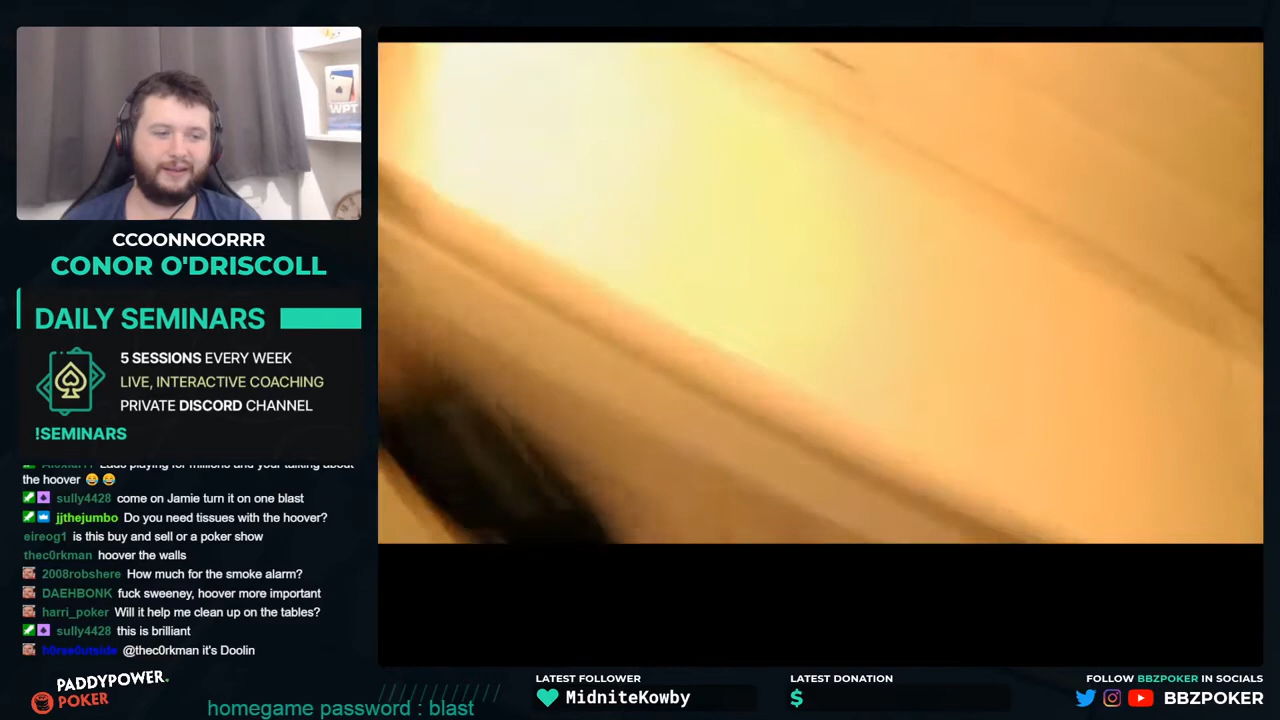 WPT
CCOONNOORRR
CONOR O'DRISCOLL
DAILY SEMINARS
5 SESSIONS EVERY WEEK
LIVE, INTERACTIVE COACHING
PRIVATE DISCORD CHANNEL
!SEMINARS
Lads playing for millions and your talking about
the hoover 😂 😂
sully4428 come on Jamie turn it on one blast
jjthejumbo Do you need tissues with the hoover?
eireog1 is this buy and sell or a poker show
thec0rkman hoover the walls
2008robshere How much for the smoke alarm?
DAEHBONK fuck sweeney, hoover more important
harri_poker Will it help me clean up on the tables?
sully4428 this is brilliant
h0rse0utside @thec0rkman it's Doolin
PADDYPOWER.
POKER
homegame password : blast
LATEST FOLLOWER
MidniteKowby
LATEST DONATION
$
FOLLOW BBZPOKER IN SOCIALS
BBZPOKER